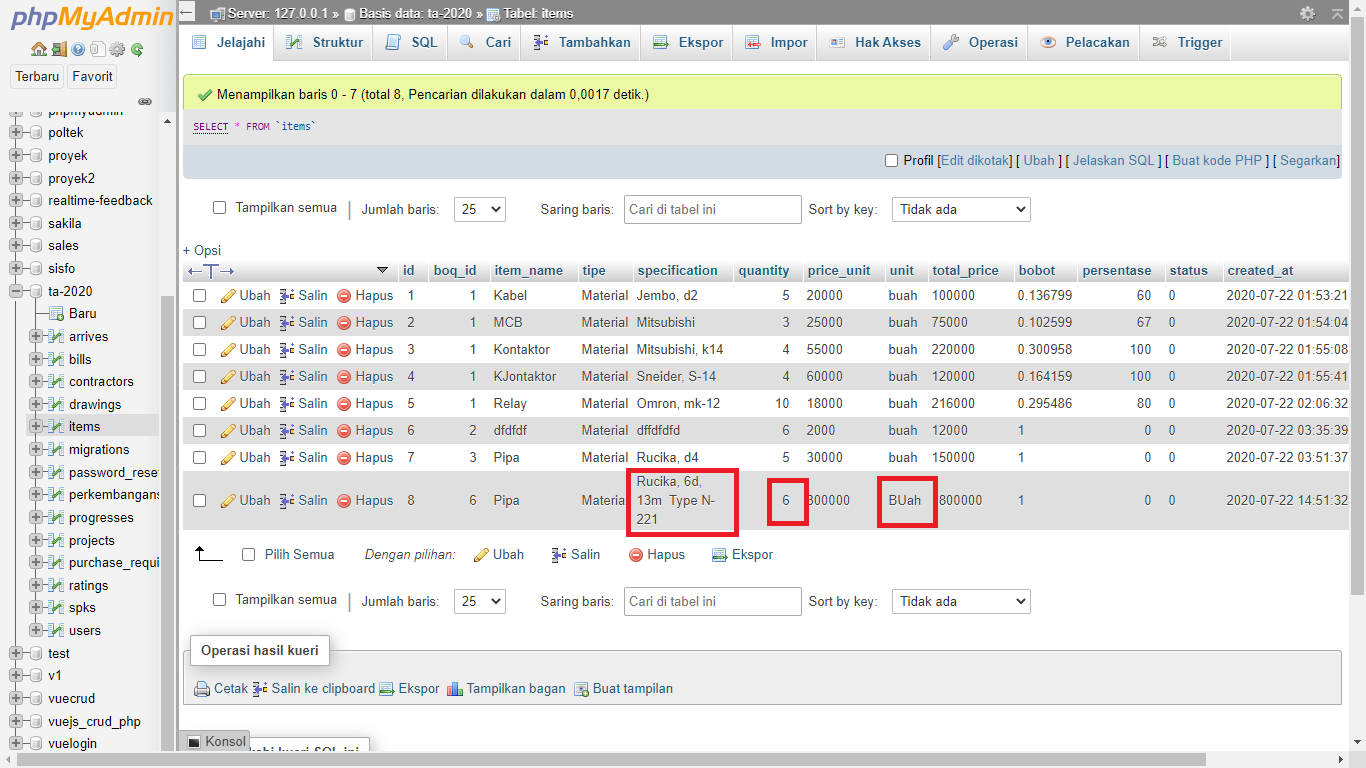 phpMyAdmin
Terbaru Favorit
phpmyadmin
poltek
proyek
proyek2
realtime-feedback
sakila
sales
sisfo
ta-2020
Baru
arrives
bills
contractors
drawings
items
migrations
password_rese
perkembangans
progresses
projects
purchase_requi
ratings
spks
users
test
v1
vuecrud
vuejs_crud_php
vuelogin
Server: 127.0.0.1 » Basis data: ta-2020 » Tabel: items
Jelajahi Struktur SQL Cari Tambahkan Ekspor Impor Hak Akses Operasi Pelacakan Trigger
Menampilkan baris 0 - 7 (total 8, Pencarian dilakukan dalam 0,0017 detik.)
SELECT * FROM `items`
Profil [Edit dikotak] [ Ubah ] [ Jelaskan SQL ] [ Buat kode PHP ] [ Segarkan]
Tampilkan semua | Jumlah baris: 25 Saring baris: Cari di tabel ini Sort by key: Tidak ada
+ Opsi
←T→ id boq_id item_name tipe specification quantity price_unit unit total_price bobot persentase status created_at
Ubah Salin Hapus 1 1 Kabel Material Jembo, d2 5 20000 buah 100000 0.136799 60 0 2020-07-22 01:53:21
Ubah Salin Hapus 2 1 MCB Material Mitsubishi 3 25000 buah 75000 0.102599 67 0 2020-07-22 01:54:04
Ubah Salin Hapus 3 1 Kontaktor Material Mitsubishi, k14 4 55000 buah 220000 0.300958 100 0 2020-07-22 01:55:08
Ubah Salin Hapus 4 1 KJontaktor Material Sneider, S-14 4 60000 buah 120000 0.164159 100 0 2020-07-22 01:55:41
Ubah Salin Hapus 5 1 Relay Material Omron, mk-12 10 18000 buah 216000 0.295486 80 0 2020-07-22 02:06:32
Ubah Salin Hapus 6 2 dfdfdf Material dffdfdfd 6 2000 buah 12000 1 0 0 2020-07-22 03:35:39
Ubah Salin Hapus 7 3 Pipa Material Rucika, d4 5 30000 buah 150000 1 0 0 2020-07-22 03:51:37
Rucika, 6d,
Ubah Salin Hapus 8 6 Pipa Material 13m Type N- 6 300000 BUah 800000 1 0 0 2020-07-22 14:51:32
221
Pilih Semua Dengan pilihan: Ubah Salin Hapus Ekspor
Tampilkan semua | Jumlah baris: 25 Saring baris: Cari di tabel ini Sort by key: Tidak ada
Operasi hasil kueri
Cetak Salin ke clipboard Ekspor Tampilkan bagan Buat tampilan
Konsol